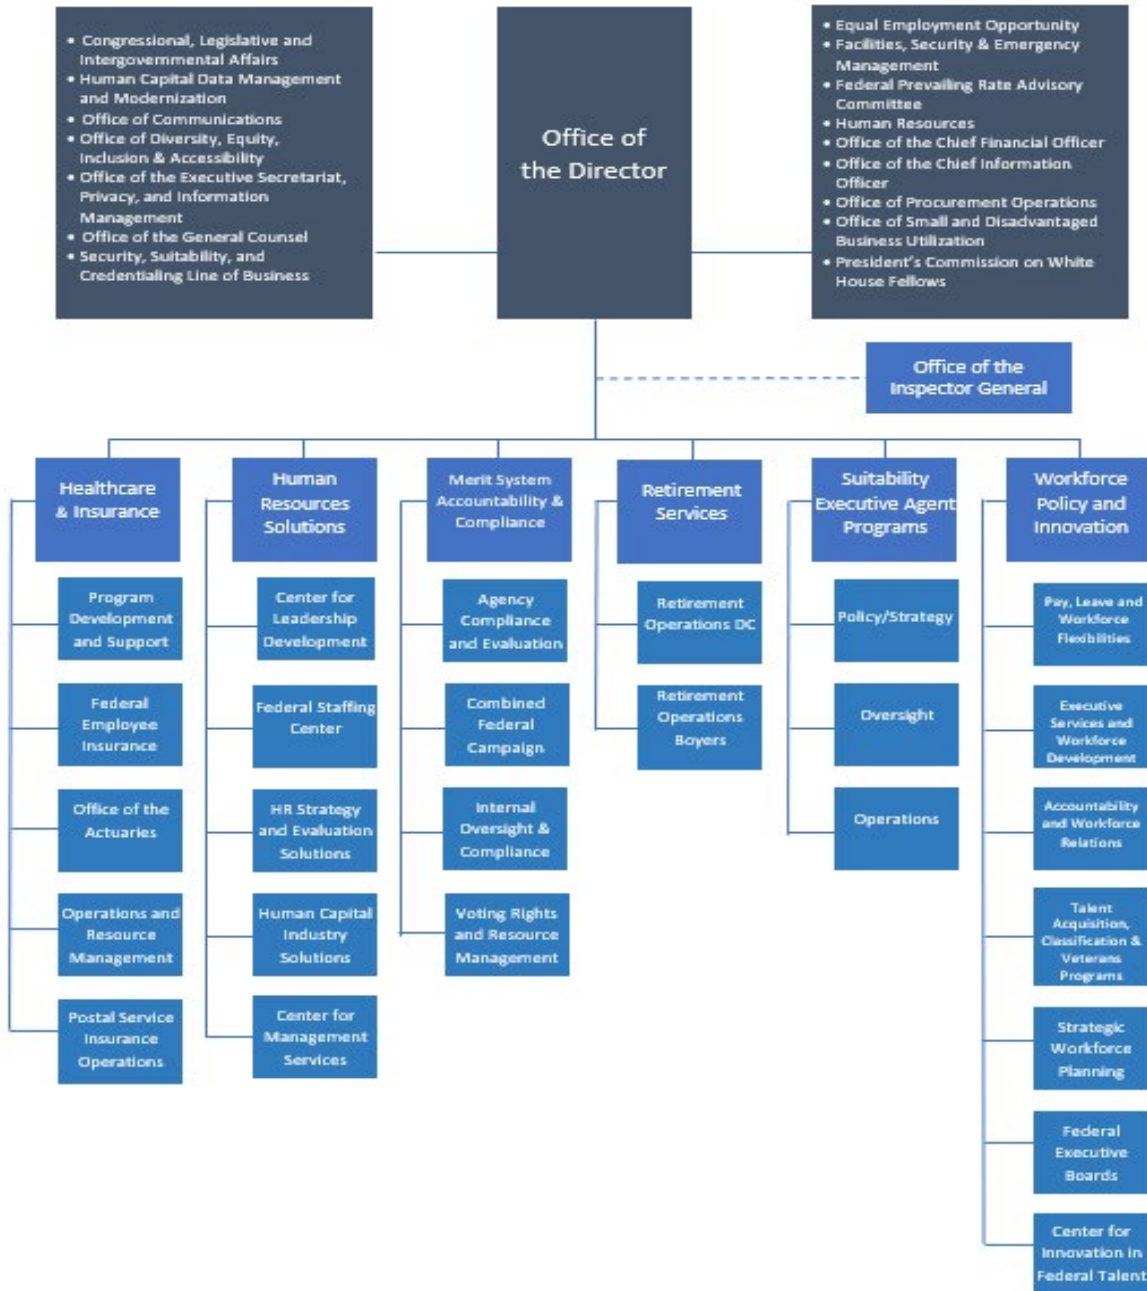 • Congressional, Legislative and
Intergovernmental Affairs
• Human Capital Data Management
and Modernization
• Office of Communications
• Office of Diversity, Equity,
Inclusion & Accessibility
• Office of the Executive Secretariat,
Privacy, and Information
Management
• Office of the General Counsel
• Security, Suitability, and
Credentialing Line of Business
Office of
the Director
• Equal Employment Opportunity
• Facilities, Security & Emergency
Management
• Federal Prevailing Rate Advisory
Committee
• Human Resources
• Office of the Chief Financial Officer
• Office of the Chief Information
Officer
• Office of Procurement Operations
• Office of Small and Disadvantaged
Business Utilization
• President's Commission on White
House Fellows
Office of the
Inspector General
Healthcare
& Insurance
Program
Development
and Support
Federal
Employee
Insurance
Office of the
Actuaries
Operations and
Resource
Management
Postal Service
Insurance
Operations
Human
Resources
Solutions
Center for
Leadership
Development
Federal Staffing
Center
HR Strategy
and Evaluation
Solutions
Human Capital
Industry
Solutions
Center for
Management
Services
Merit System
Accountability &
Compliance
Agency
Compliance
and Evaluation
Combined
Federal
Campaign
Internal
Oversight &
Compliance
Voting Rights
and Resource
Management
Retirement
Services
Retirement
Operations DC
Retirement
Operations
Boyers
Suitability
Executive Agent
Programs
Policy/Strategy
Oversight
Operations
Workforce
Policy and
Innovation
Pay, Leave and
Workforce
Flexibilities
Executive
Services and
Workforce
Development
Accountability
and Workforce
Relations
Talent
Acquisition,
Classification &
Veterans
Programs
Strategic
Workforce
Planning
Federal
Executive
Boards
Center for
Innovation in
Federal Talent